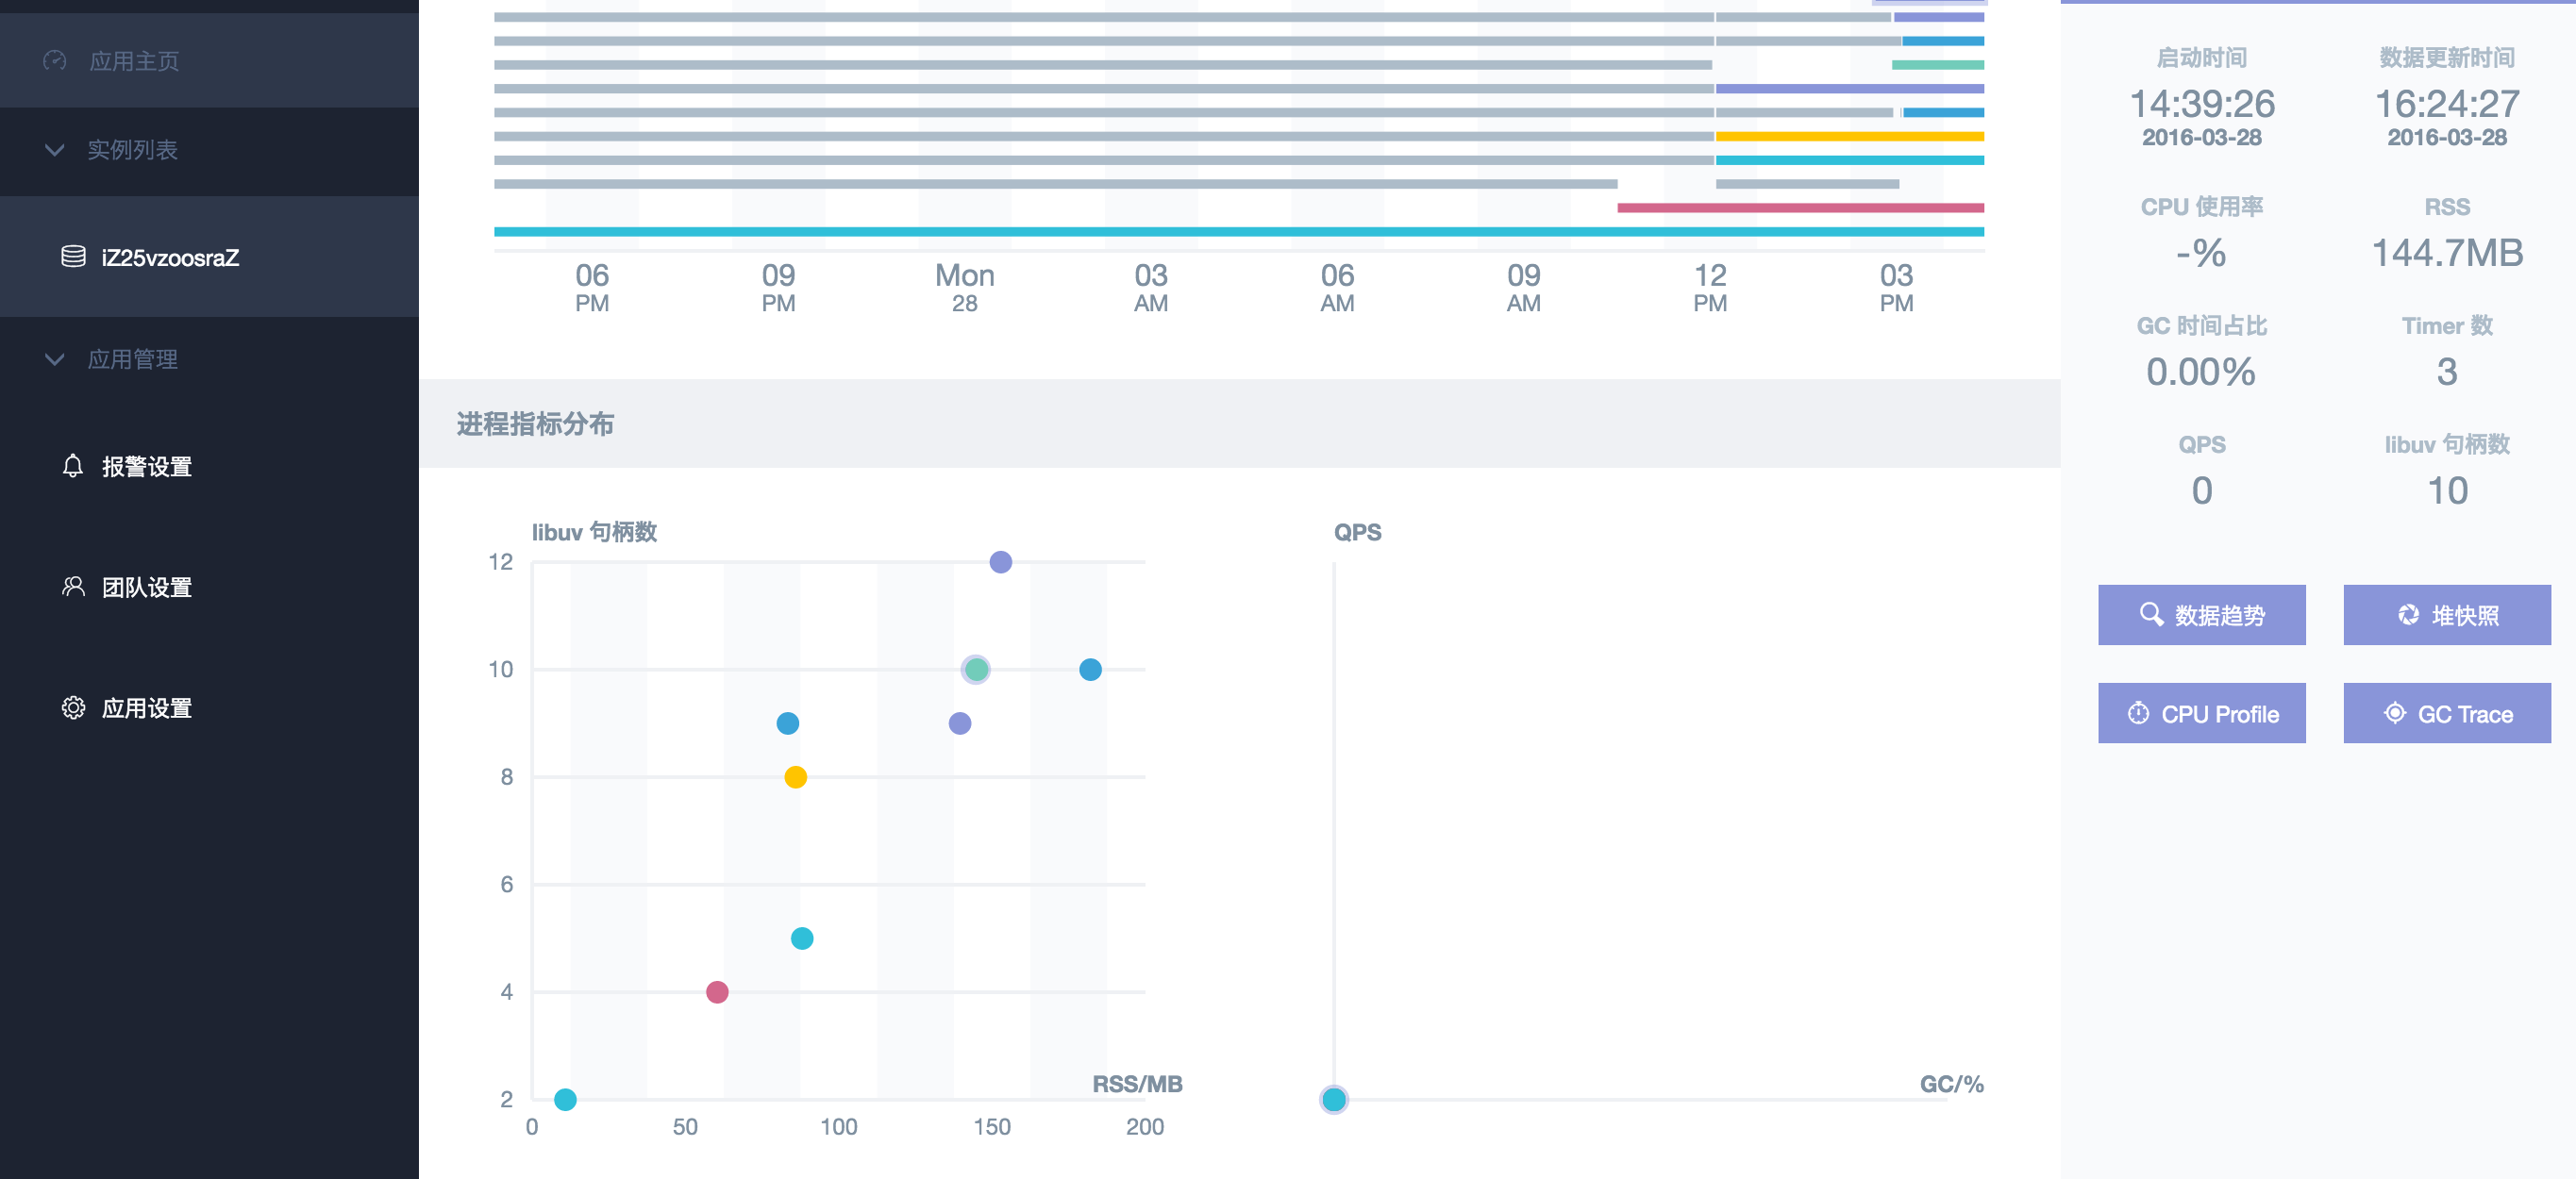 应用主页
实例列表
iZ25vzoosraZ
应用管理
报警设置
团队设置
应用设置
06 09 Mon 03 06 09 12 03
PM PM 28 AM AM AM PM PM
进程指标分布
libuv 句柄数
12
10
8
6
4
2
0 50 100 150 200
RSS/MB
QPS
GC/%
启动时间 数据更新时间
14:39:26 16:24:27
2016-03-28 2016-03-28
CPU 使用率 RSS
-% 144.7MB
GC 时间占比 Timer 数
0.00% 3
QPS libuv 句柄数
0 10
数据趋势 堆快照
CPU Profile GC Trace